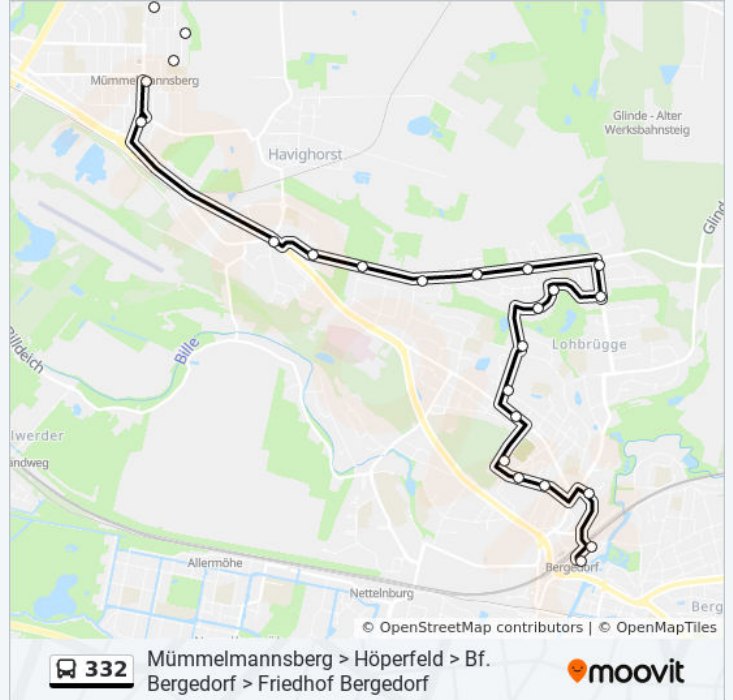 Mümmelmannsberg
Glinde - Alter
Werksbahnsteig
Havighorst
Glind
Bille
Billdeich
Lohbrügge
lwerder
andweg
Allermöhe
Bergedorf
Nettelnburg
Berg
© OpenStreetMap contributors | © OpenMapTiles
332
Mümmelmannsberg > Höperfeld > Bf.
Bergedorf > Friedhof Bergedorf
moovit